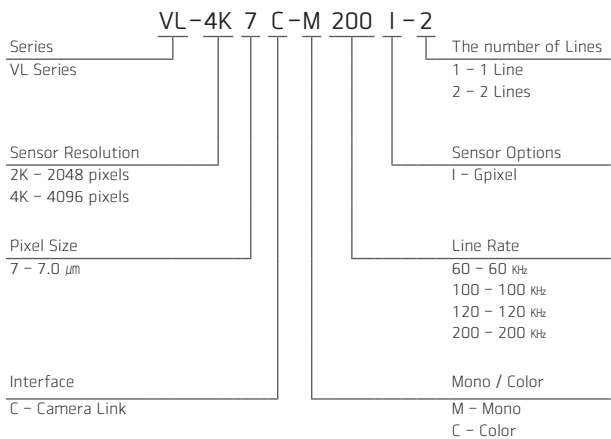 VL-4K 7 C-M 200 I-2
Series
VL Series
The number of Lines
1 - 1 Line
2 - 2 Lines
Sensor Resolution
2K - 2048 pixels
4K - 4096 pixels
Sensor Options
I - Gpixel
Pixel Size
7 - 7.0 ㎛
Line Rate
60 - 60 ㎑
100 - 100 ㎑
120 - 120 ㎑
200 - 200 ㎑
Interface
C - Camera Link
Mono / Color
M - Mono
C - Color